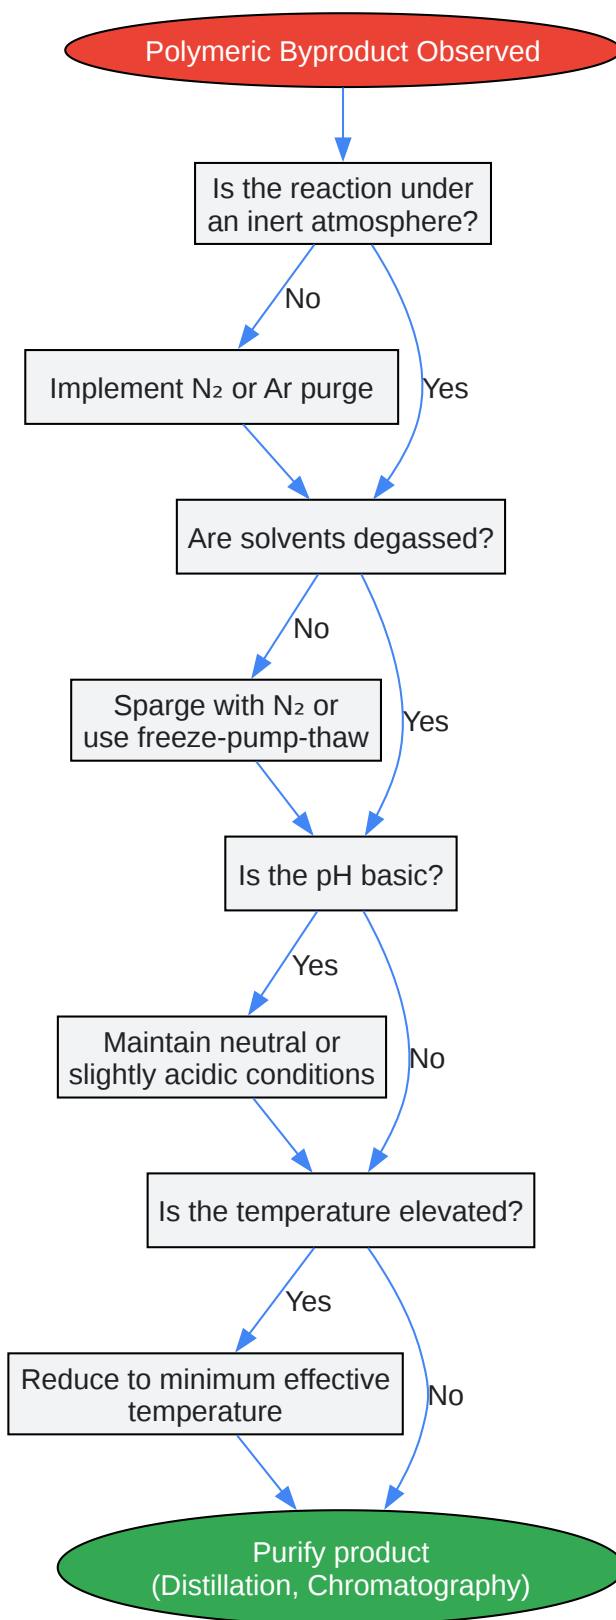 Polymeric Byproduct Observed
Is the reaction under
an inert atmosphere?
No
Implement N₂ or Ar purge
Yes
Are solvents degassed?
No
Sparge with N₂ or
use freeze-pump-thaw
Yes
Is the pH basic?
Yes
Maintain neutral or
slightly acidic conditions
No
Is the temperature elevated?
Yes
Reduce to minimum effective
temperature
No
Purify product
(Distillation, Chromatography)